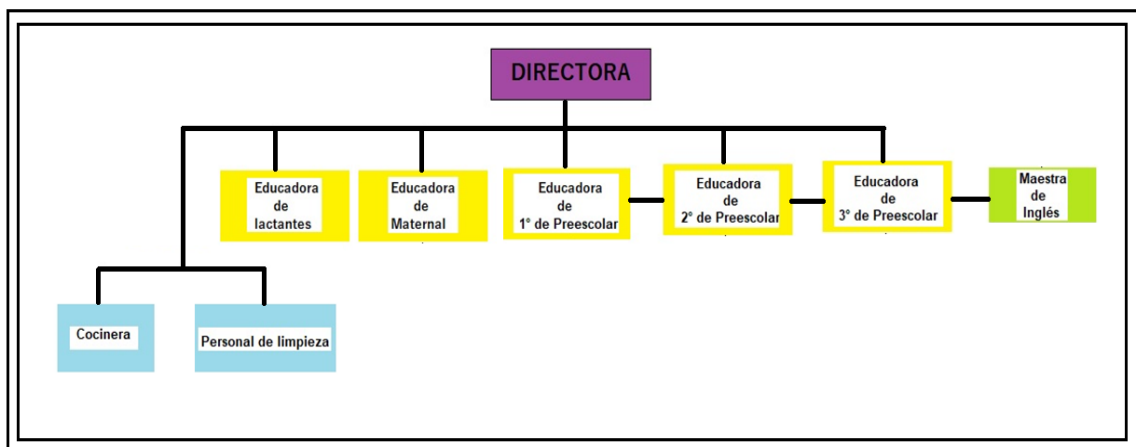 DIRECTORA
Educadora
de
lactantes
Educadora
de
Maternal
Educadora
de
1° de Preescolar
Educadora
de
2° de Preescolar
Educadora
de
3° de Preescolar
Maestra
de
Inglés
Cocinera
Personal de limpieza